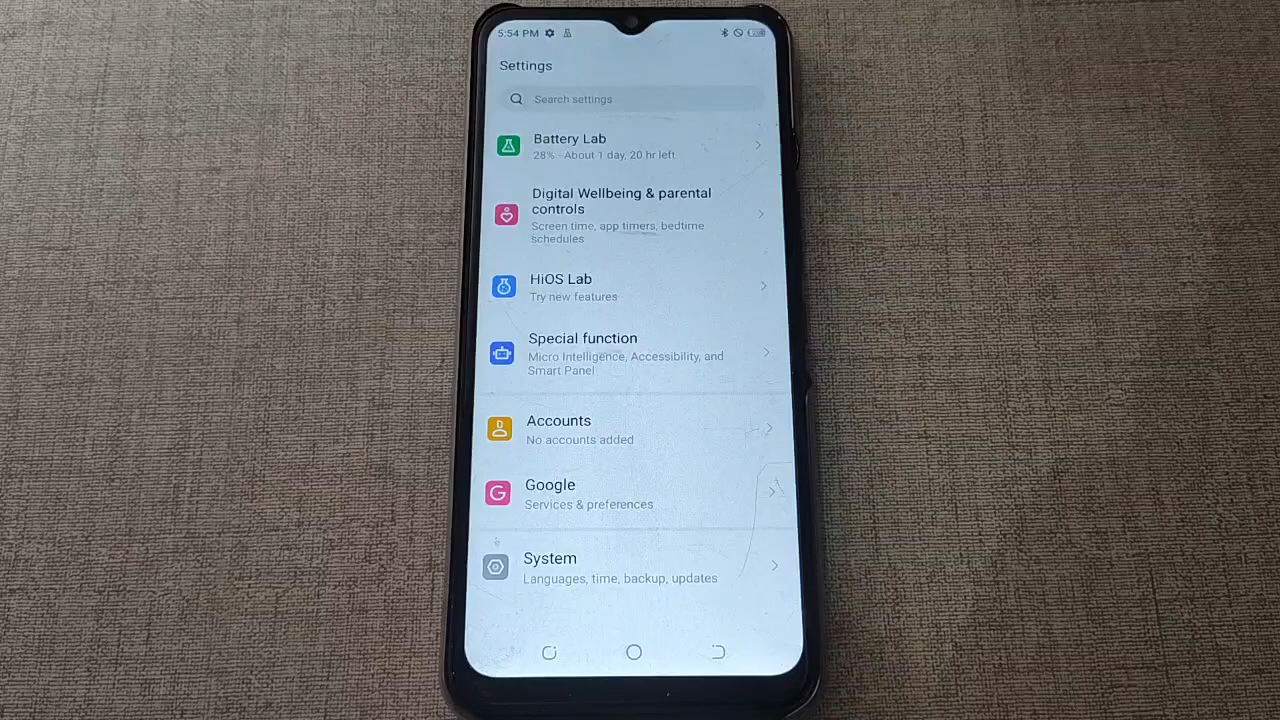 5:54 PM
Settings
Search settings
Battery Lab
28% - About 1 day, 20 hr left
Digital Wellbeing & parental
controls
Screen time, app timers, bedtime
schedules
HiOS Lab
Try new features
Special function
Micro Intelligence, Accessibility, and
Smart Panel
Accounts
No accounts added
Google
Services & preferences
System
Languages, time, backup, updates